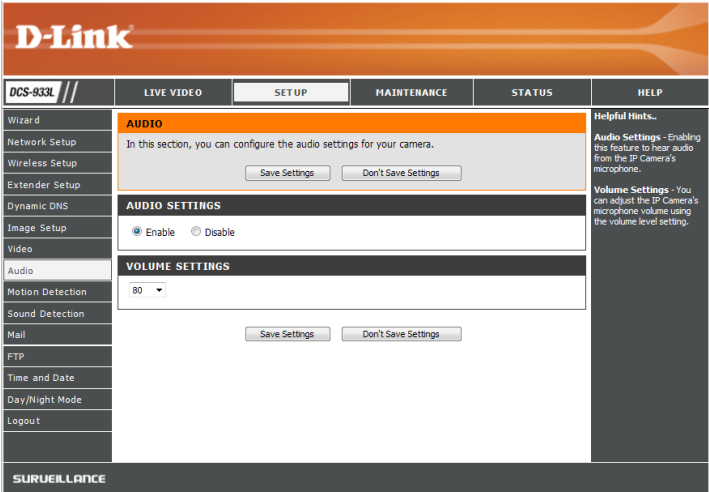 D-Link
DCS-933L
LIVE VIDEO
SETUP
MAINTENANCE
STATUS
HELP
Wizard
Network Setup
Wireless Setup
Extender Setup
Dynamic DNS
Image Setup
Video
Audio
Motion Detection
Sound Detection
Mail
FTP
Time and Date
Day/Night Mode
Logout
AUDIO
In this section, you can configure the audio settings for your camera.
Save Settings
Don't Save Settings
AUDIO SETTINGS
Enable
Disable
VOLUME SETTINGS
80
Save Settings
Don't Save Settings
Helpful Hints..
Audio Settings - Enabling
this feature to hear audio
from the IP Camera's
microphone.
Volume Settings - You
can adjust the IP Camera's
microphone volume using
the volume level setting.
SURVEILLANCE